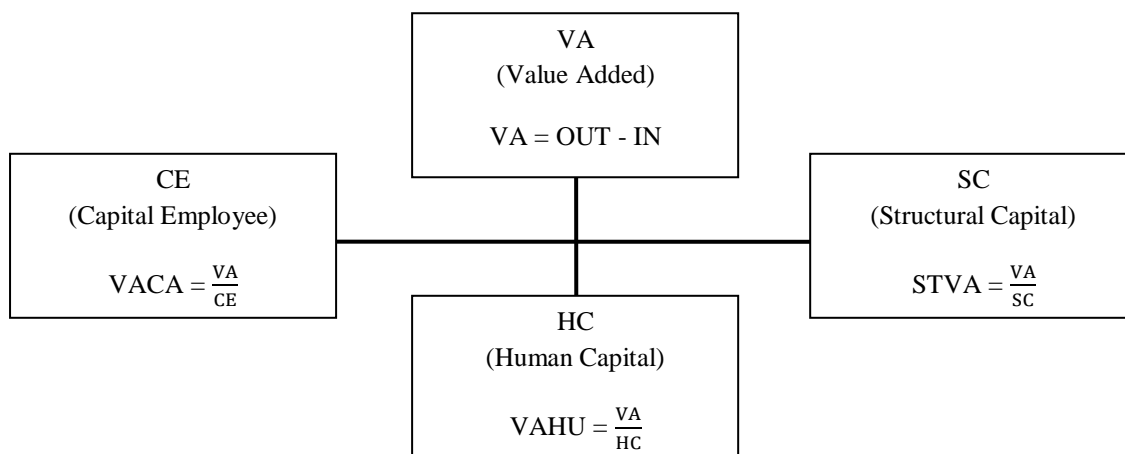 VA
(Value Added)
VA = OUT - IN
CE
(Capital Employee)
VACA = VA/CE
SC
(Structural Capital)
STVA = VA/SC
HC
(Human Capital)
VAHU = VA/HC